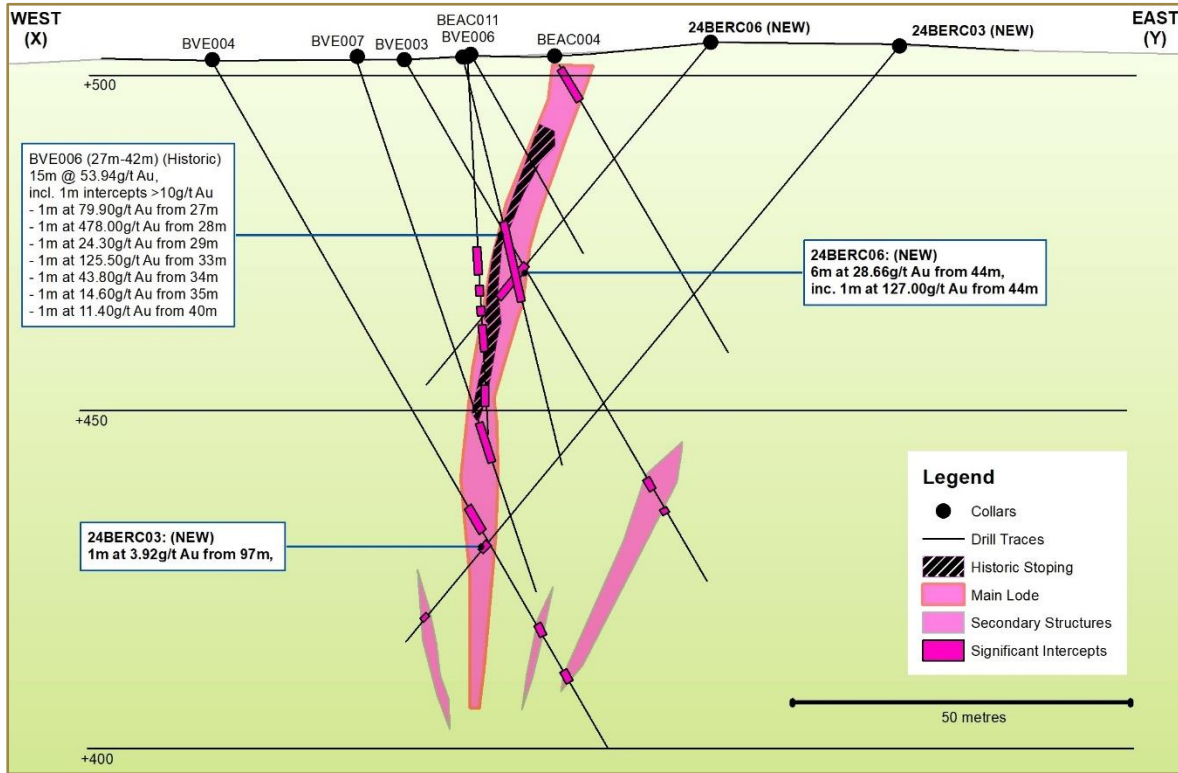 WEST
(X)
EAST
(Y)
BVE004
BVE007
BVE003
BEAC011
BVE006
BEAC004
24BERC06 (NEW)
24BERC03 (NEW)
+500
BVE006 (27m-42m) (Historic)
15m @ 53.94g/t Au,
incl. 1m intercepts >10g/t Au
- 1m at 79.90g/t Au from 27m
- 1m at 478.00g/t Au from 28m
- 1m at 24.30g/t Au from 29m
- 1m at 125.50g/t Au from 33m
- 1m at 43.80g/t Au from 34m
- 1m at 14.60g/t Au from 35m
- 1m at 11.40g/t Au from 40m
24BERC06: (NEW)
6m at 28.66g/t Au from 44m,
inc. 1m at 127.00g/t Au from 44m
+450
24BERC03: (NEW)
1m at 3.92g/t Au from 97m,
Legend
Collars
Drill Traces
Historic Stoping
Main Lode
Secondary Structures
Significant Intercepts
50 metres
+400